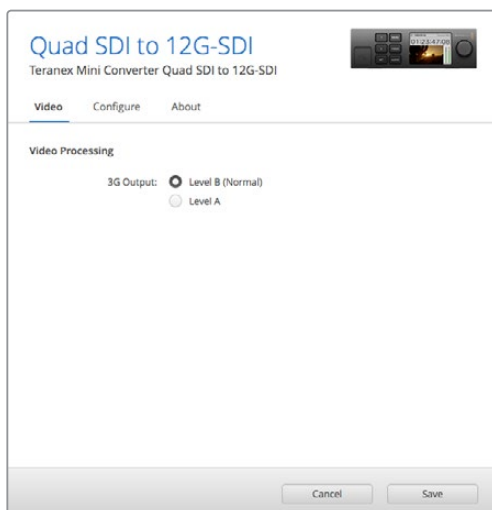 Quad SDI to 12G-SDI
Teranex Mini Converter Quad SDI to 12G-SDI
Video Configure About
Video Processing
3G Output: Level B (Normal)
Level A
Cancel Save